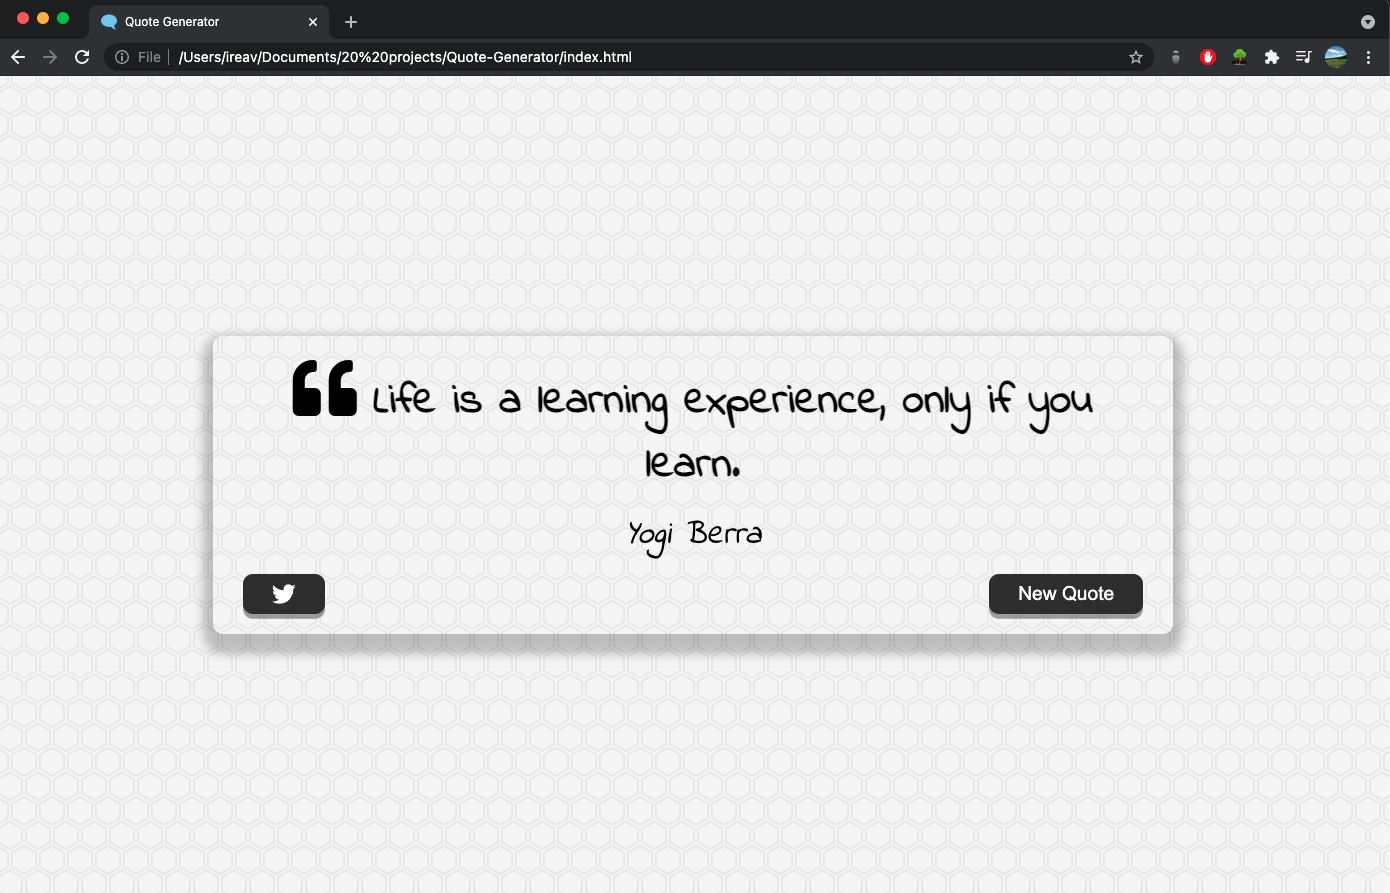 Quote Generator
File
/Users/ireav/Documents/20%20projects/Quote-Generator/index.html
Life is a learning experience, only if you
learn.
Yogi Berra
New Quote